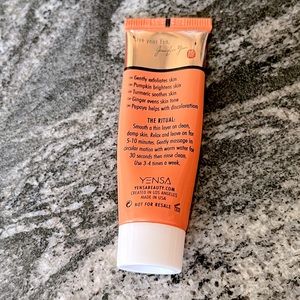 Gently exfoliates skin
Pumpkin brightens skin
Turmeric soothes skin
Ginger evens skin tone
Papaya helps with discoloration
THE RITUAL:
Smooth a thin layer on clean,
damp skin. Relax and leave on for
5-10 minutes. Gently massage in
circular motion with warm water for
30 seconds then rinse clean.
Use 3-4 times a week.
YENSA
YENSABEAUTY.COM
CREATED IN LOS ANGELES
MADE IN USA
NOT FOR RESALE